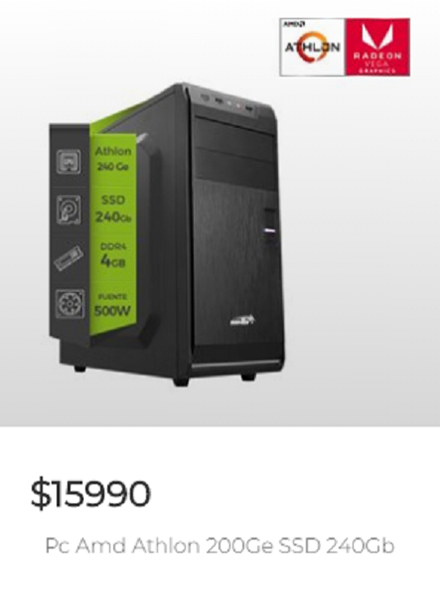 AMD
ATHLON
RADEON
VEGA
GRAPHICS
Athlon
240 Ge
SSD
240Gb
DDR4
4GB
FUENTE
500W
$15990
Pc Amd Athlon 200Ge SSD 240Gb